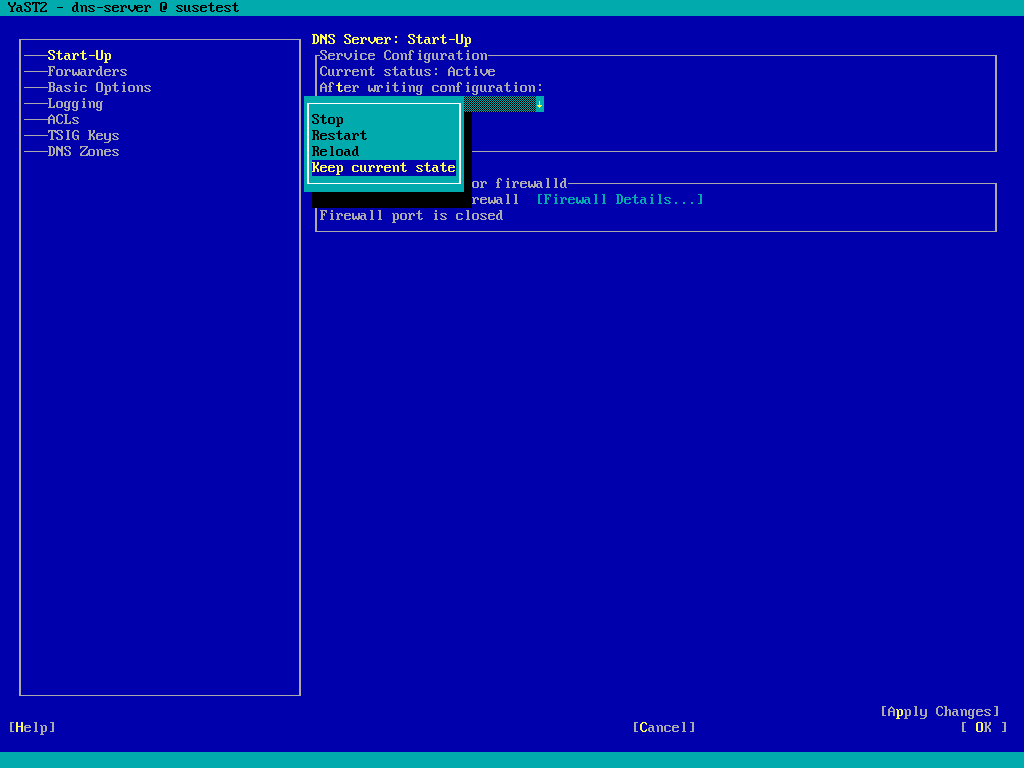 YaST2 - dns-server @ susetest
Start-Up
Forwarders
Basic Options
Logging
ACLs
TSIG Keys
DNS Zones
DNS Server: Start-Up
Service Configuration
Current status: Active
After writing configuration:
Stop
Restart
Reload
Keep current state
or firewalld
rewall [Firewall Details...]
Firewall port is closed
[Apply Changes]
[Help] [Cancel] [ OK ]